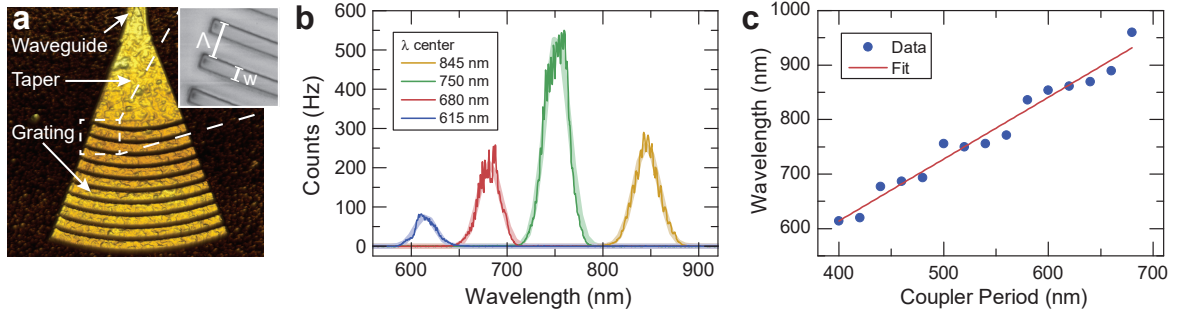 a
Waveguide
Taper
Grating
Λ
w
b
600
500
400
300
200
100
0
Counts (Hz)
λ center
845 nm
750 nm
680 nm
615 nm
600
700
800
900
Wavelength (nm)
c
1000
900
800
700
600
Wavelength (nm)
Data
Fit
400
500
600
700
Coupler Period (nm)